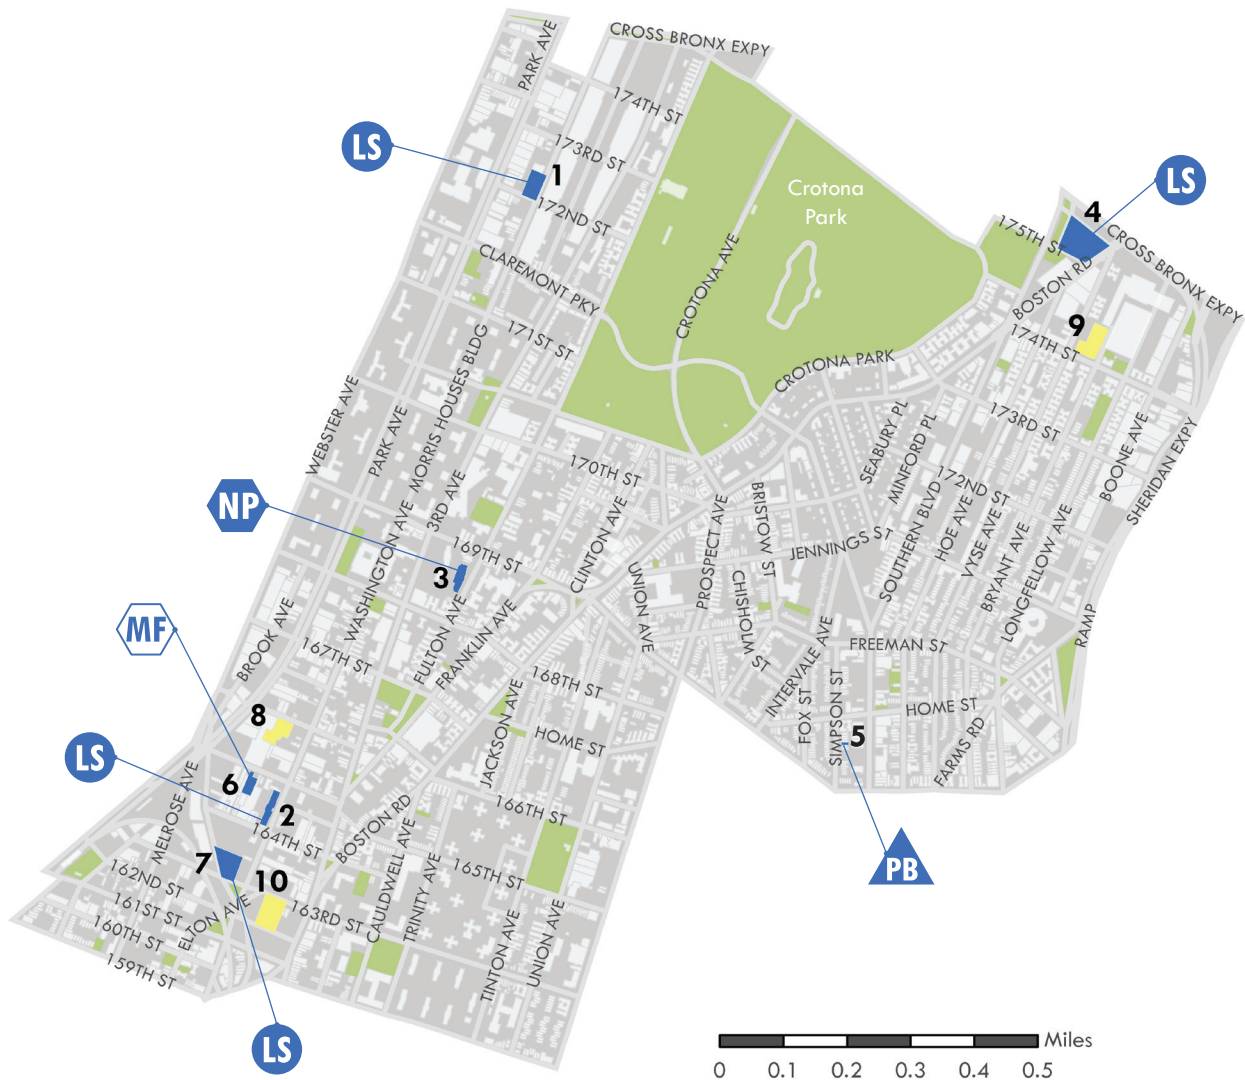 PARK AVE
CROSS BRONX EXPY
174TH ST
173RD ST
LS
1
172ND ST
Crotona
Park
LS
4
175TH ST
CROSS BRONX EXPY
BOSTON RD
CLAREMONT PKY
CROTONA AVE
9
174TH ST
171ST ST
CROTONA PARK
MORRIS HOUSES BLDG
WEBSTER AVE
PARK AVE
SEABURY PL
MINFORD PL
173RD ST
BOONE AVE
SHERIDAN EXPY
170TH ST
3RD AVE
172ND ST
NP
WASHINGTON AVE
169TH ST
CLINTON AVE
PROSPECT AVE
BRISTOW ST
JENNINGS ST
SOUTHERN BLVD
HOE AVE
VYSE AVE
BRYANT AVE
LONGFELLOW AVE
3
FULTON AVE
FRANKLIN AVE
UNION AVE
CHISHOLM ST
INTERVALE AVE
FREEMAN ST
RAMP
MF
BROOK AVE
167TH ST
168TH ST
JACKSON AVE
HOME ST
FOX ST
SIMPSON ST
HOME ST
FARMS RD
5
8
LS
6
2
MELROSE AVE
164TH ST
BOSTON RD
166TH ST
165TH ST
PB
7
10
162ND ST
161ST ST
160TH ST
159TH ST
ELTON AVE
163RD ST
CAULDWELL AVE
TRINITY AVE
TINTON AVE
UNION AVE
LS
Miles
0 0.1 0.2 0.3 0.4 0.5